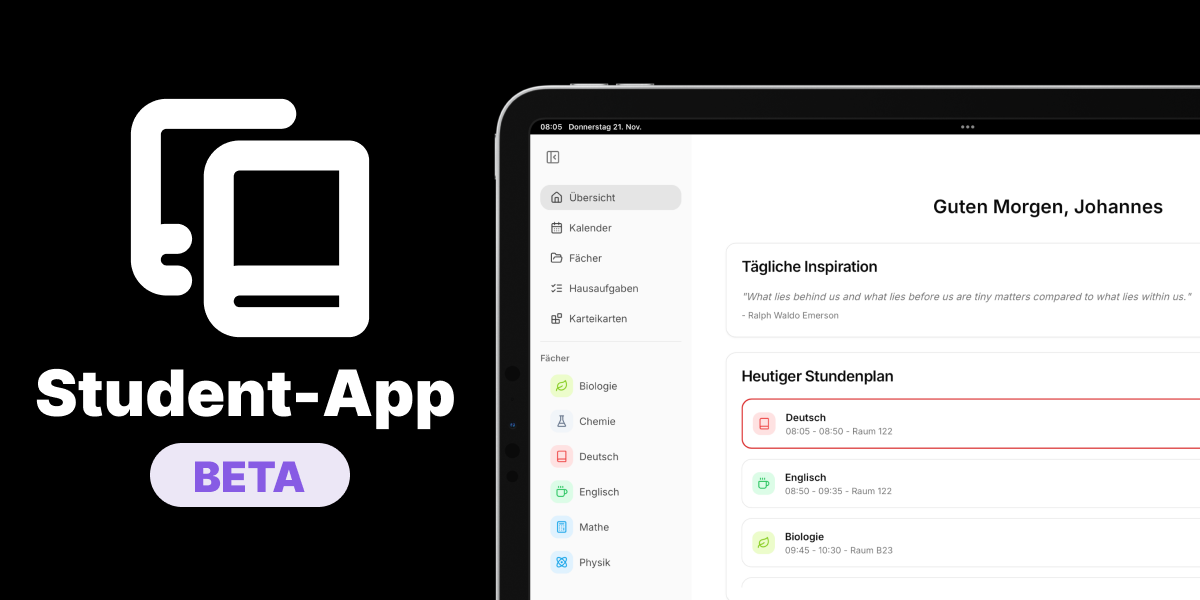 Student-App
BETA
08:05 Donnerstag 21. Nov.
Übersicht
Kalender
Fächer
Hausaufgaben
Karteikarten
Fächer
Biologie
Chemie
Deutsch
Englisch
Mathe
Physik
Guten Morgen, Johannes
Tägliche Inspiration
"What lies behind us and what lies before us are tiny matters compared to what lies within us."
- Ralph Waldo Emerson
Heutiger Stundenplan
Deutsch
08:05 - 08:50 - Raum 122
Englisch
08:50 - 09:35 - Raum 122
Biologie
09:45 - 10:30 - Raum B23